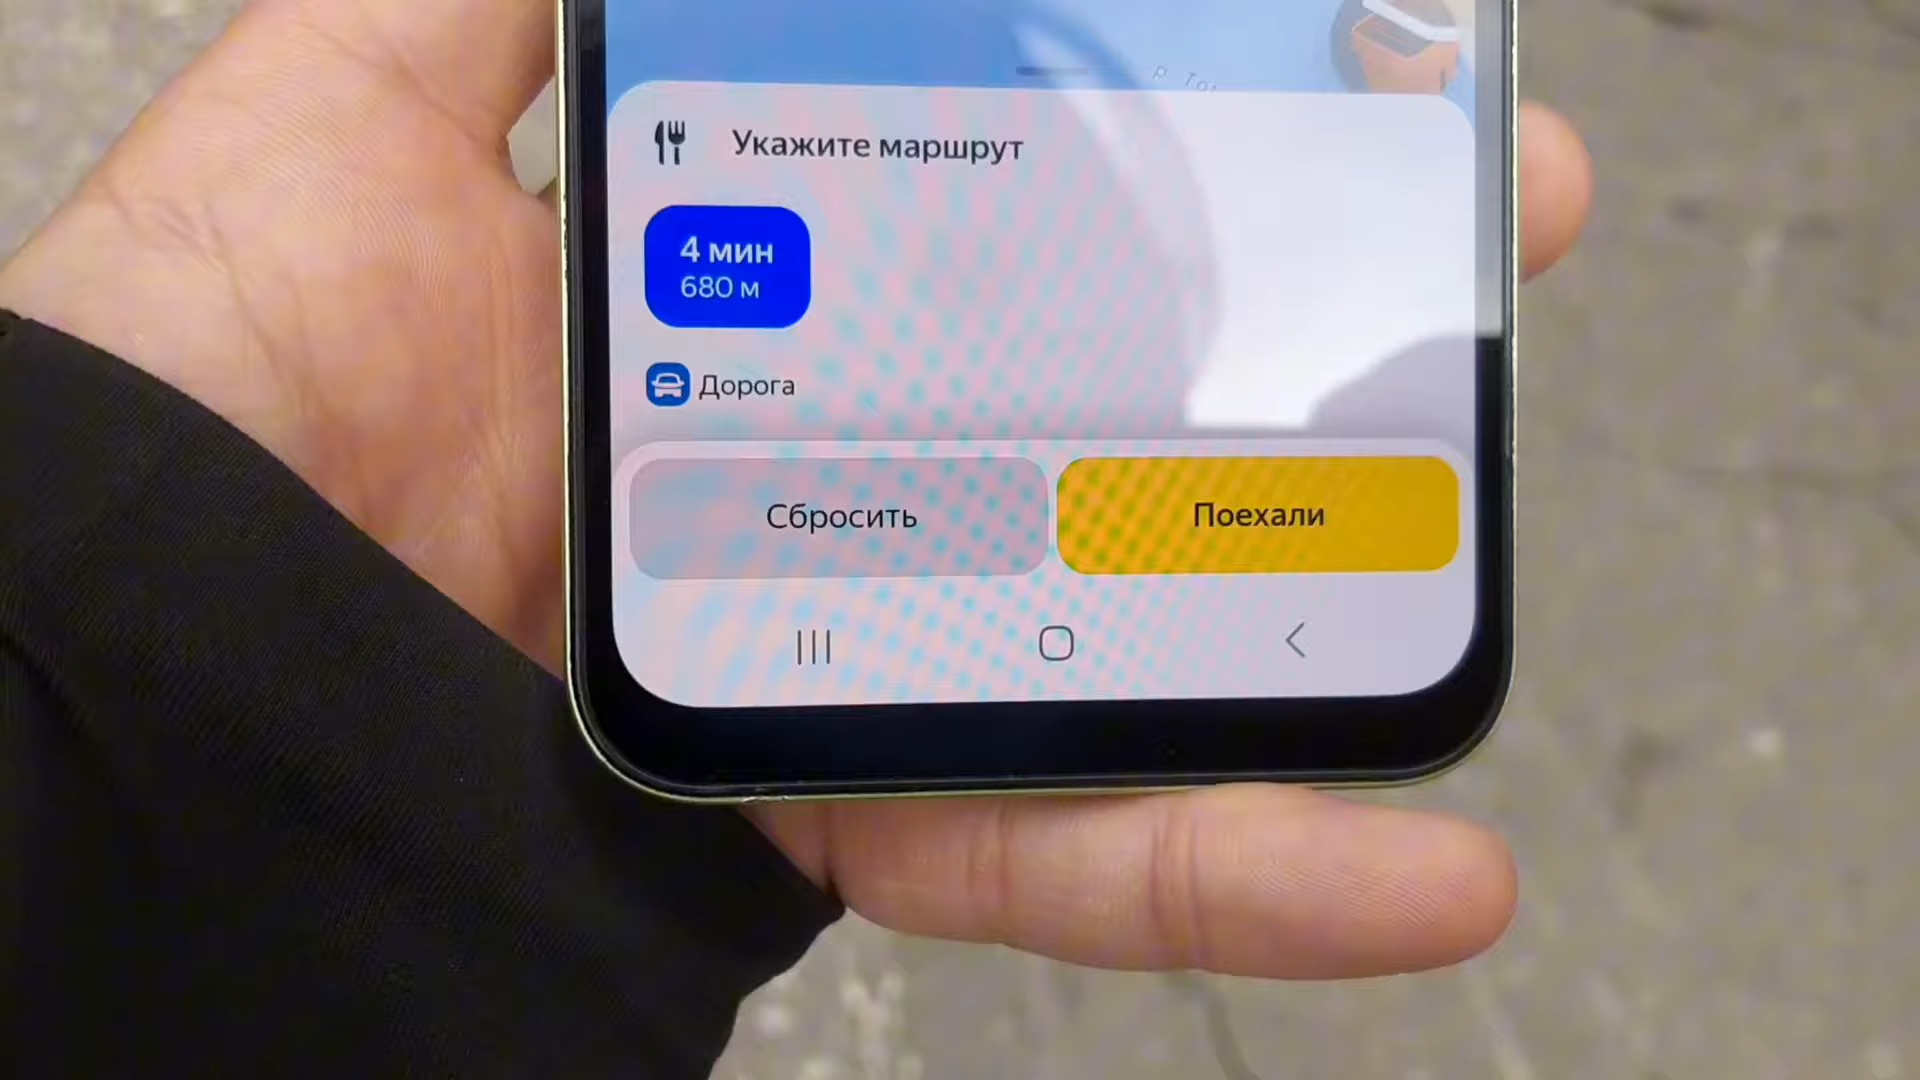 Укажите маршрут
4 мин
680 м
Дорога
Сбросить
Поехали